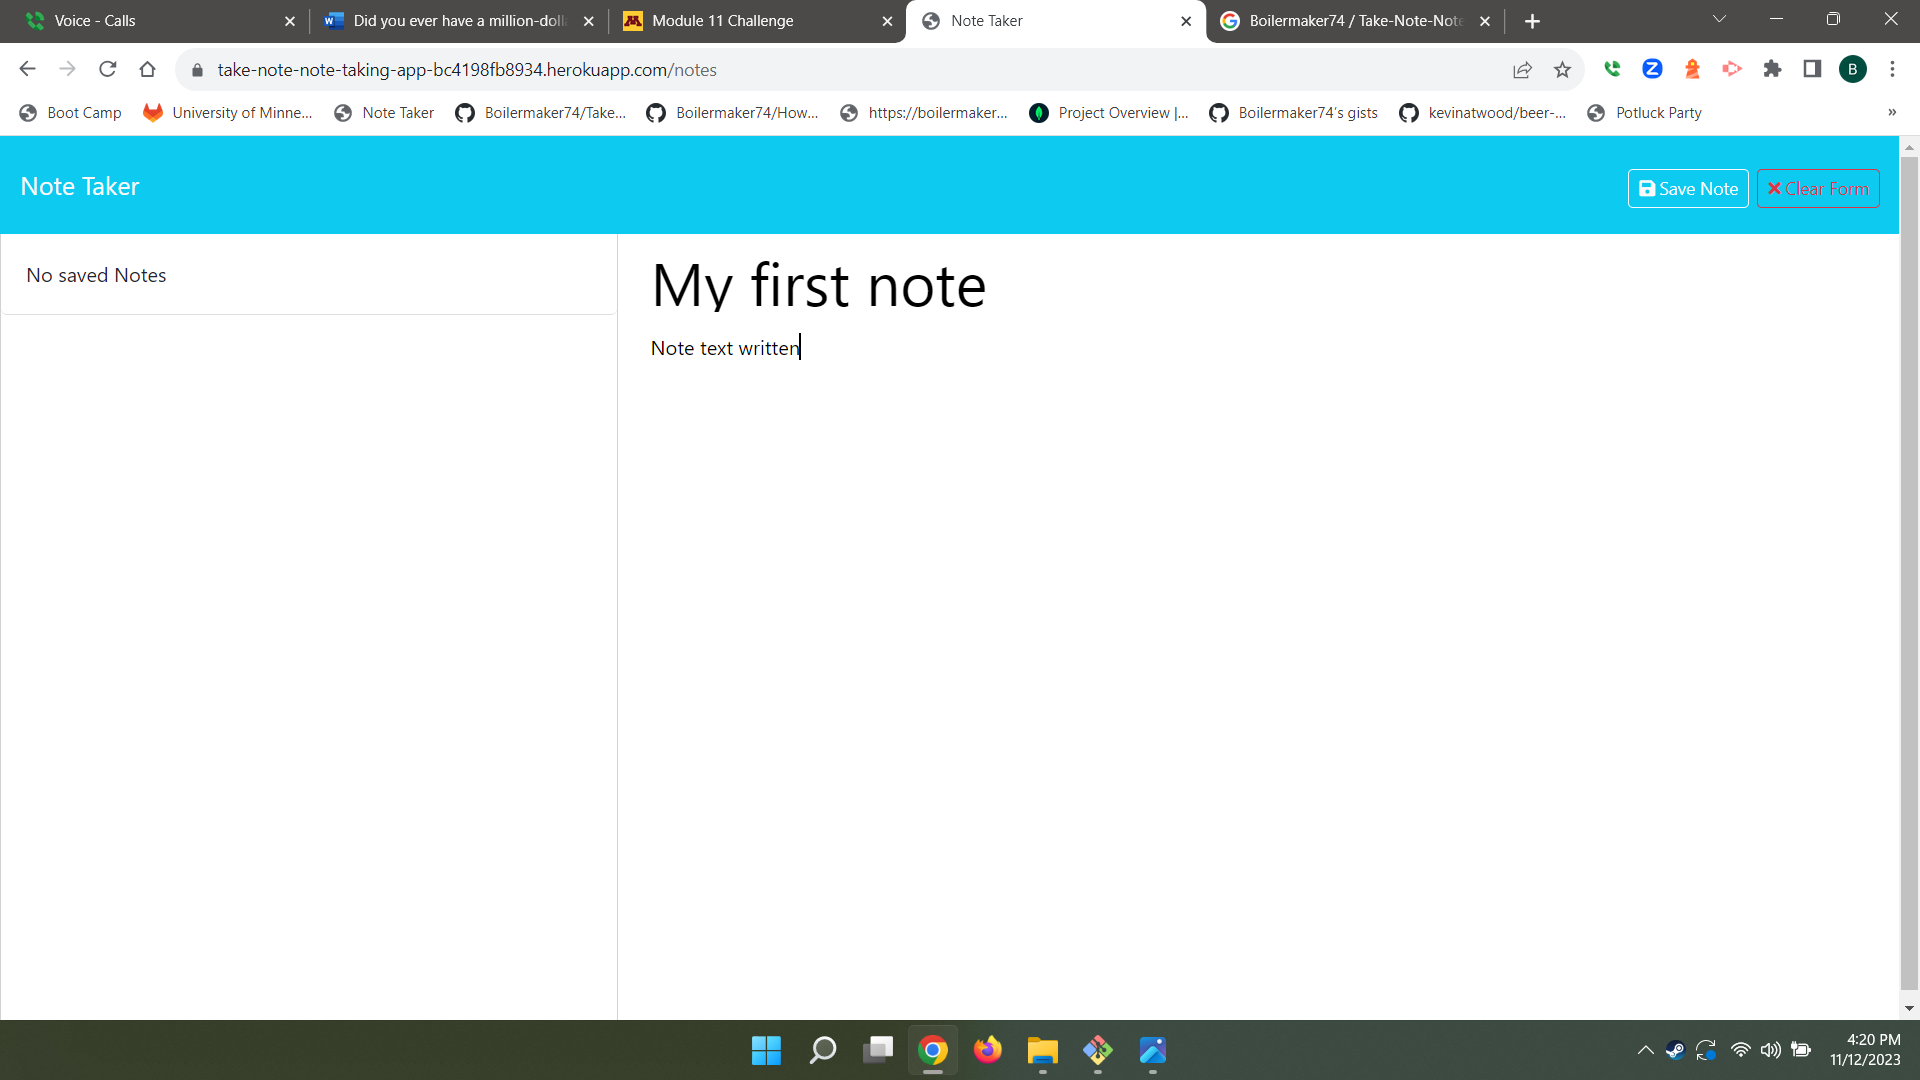 Voice - Calls
Did you ever have a million-doll
Module 11 Challenge
Note Taker
Boilermaker74 / Take-Note-Note
take-note-note-taking-app-bc4198fb8934.herokuapp.com/notes
B
Boot Camp
University of Minne...
Note Taker
Boilermaker74/Take...
Boilermaker74/How...
https://boilermaker...
Project Overview |...
Boilermaker74's gists
kevinatwood/beer-...
Potluck Party
»
Note Taker
Save Note
Clear Form
No saved Notes
My first note
Note text written
4:20 PM
11/12/2023